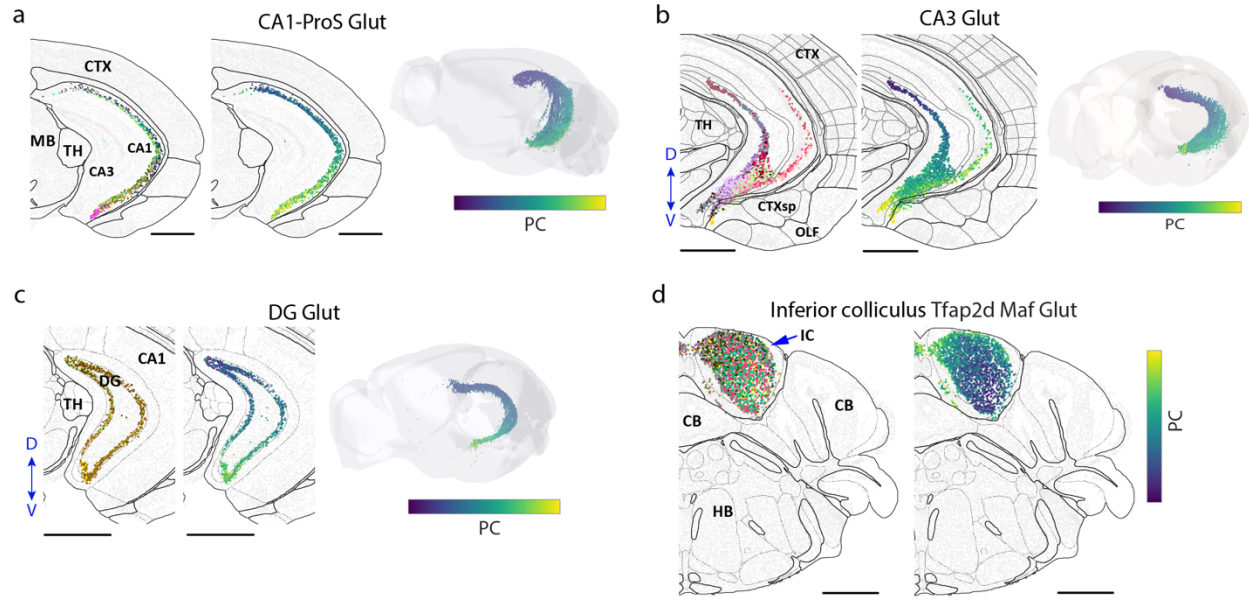 a
CA1-ProS Glut
CTX
MB
TH
CA1
CA3
PC
b
CA3 Glut
CTX
TH
D
V
CTXsp
OLF
PC
c
DG Glut
CA1
DG
TH
D
V
PC
d
Inferior colliculus Tfap2d Maf Glut
IC
CB
CB
HB
PC